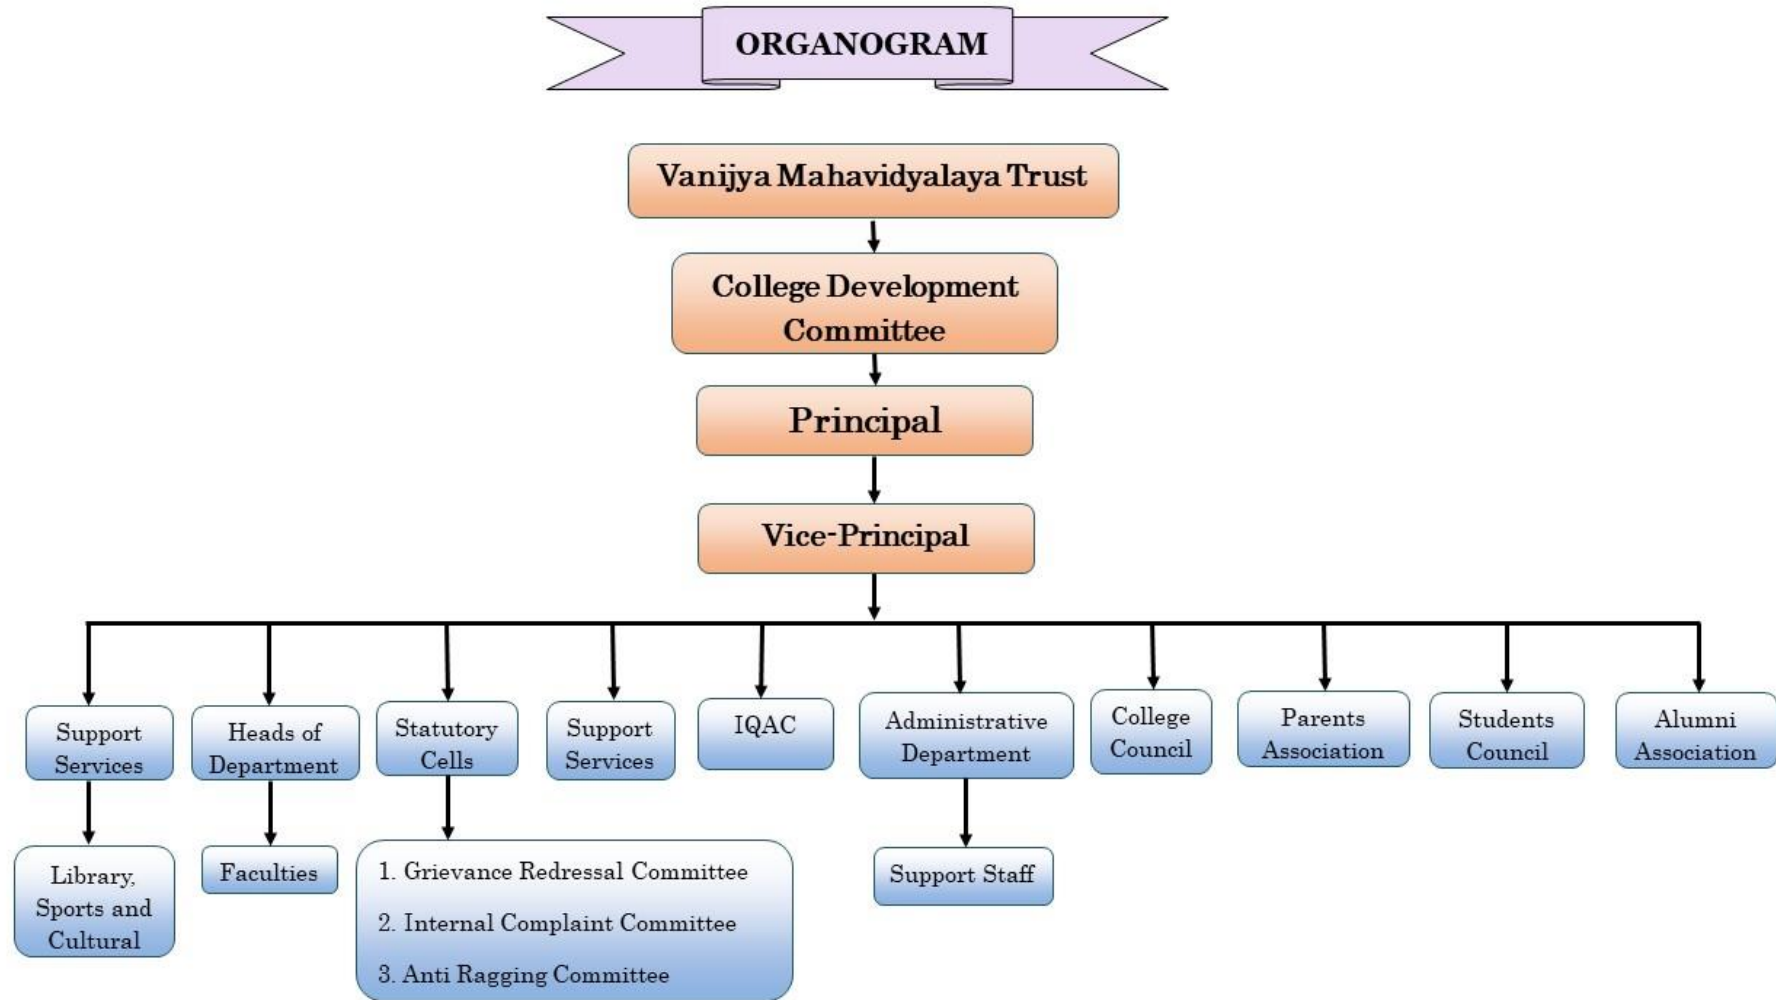 ORGANOGRAM
Vanijya Mahavidyalaya Trust
College Development
Committee
Principal
Vice-Principal
Support
Services
Heads of
Department
Statutory
Cells
Support
Services
IQAC
Administrative
Department
College
Council
Parents
Association
Students
Council
Alumni
Association
Library,
Sports and
Cultural
Faculties
1. Grievance Redressal Committee
2. Internal Complaint Committee
3. Anti Ragging Committee
Support Staff